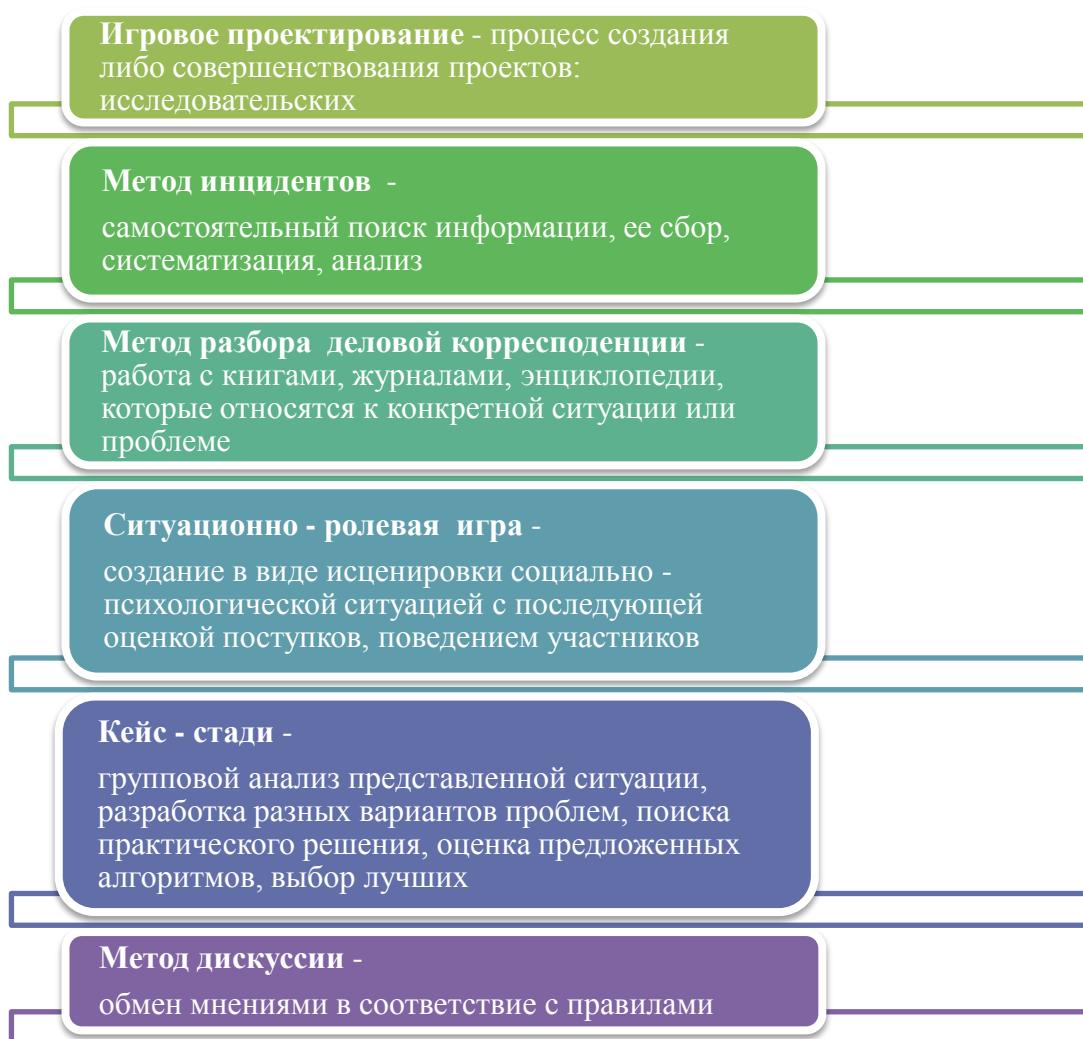 Игровое проектирование - процесс создания
либо совершенствования проектов:
исследовательских
Метод инцидентов -
самостоятельный поиск информации, ее сбор,
систематизация, анализ
Метод разбора деловой корресподенции -
работа с книгами, журналами, энциклопедии,
которые относятся к конкретной ситуации или
проблеме
Ситуационно - ролевая игра -
создание в виде исценировки социально -
психологической ситуацией с последующей
оценкой поступков, поведением участников
Кейс - стади -
групповой анализ представленной ситуации,
разработка разных вариантов проблем, поиска
практического решения, оценка предложенных
алгоритмов, выбор лучших
Метод дискуссии -
обмен мнениями в соответствие с правилами